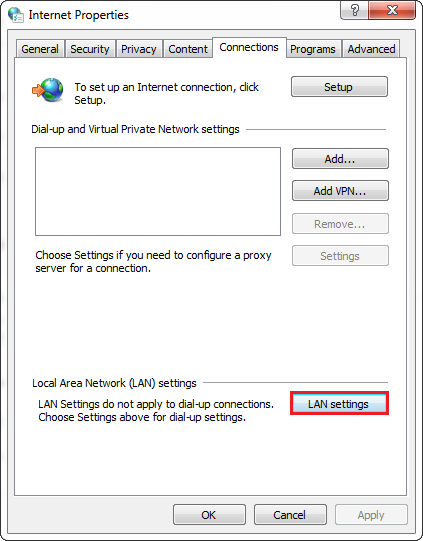 Internet Properties
?
General Security Privacy Content Connections Programs Advanced
To set up an Internet connection, click
Setup.
Setup
Dial-up and Virtual Private Network settings
Add...
Add VPN...
Remove...
Choose Settings if you need to configure a proxy
server for a connection.
Settings
Local Area Network (LAN) settings
LAN Settings do not apply to dial-up connections.
Choose Settings above for dial-up settings.
LAN settings
OK Cancel Apply